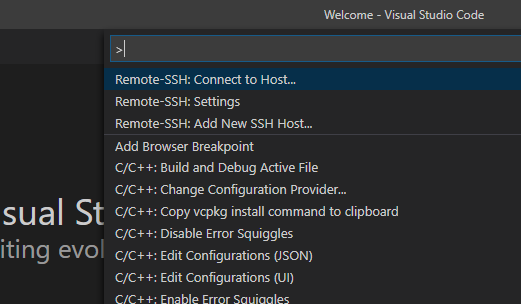 Welcome - Visual Studio Code
>
Remote-SSH: Connect to Host...
Remote-SSH: Settings
Remote-SSH: Add New SSH Host...
Add Browser Breakpoint
C/C++: Build and Debug Active File
C/C++: Change Configuration Provider...
C/C++: Copy vcpkg install command to clipboard
sual St
C/C++: Disable Error Squiggles
iting evol
C/C++: Edit Configurations (JSON)
C/C++: Edit Configurations (UI)
C/C++: Enable Error Squiggles